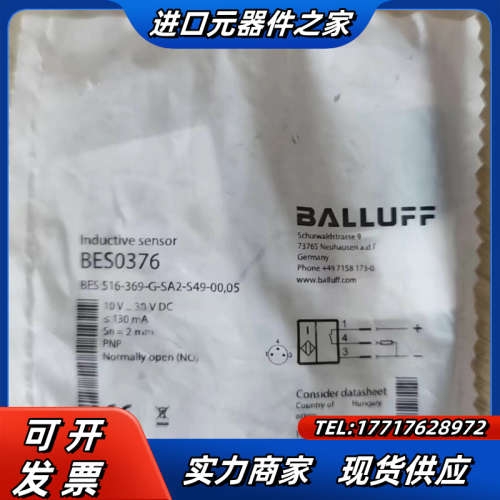 进口元器件之家
BALLUFF
Schurwaldstrasse 9
73765 Neuhausen a.d.F
Germany
Phone +49 7158 173-0
www.balluff.com
Inductive sensor
BES0376
BES 516-369-G-SA2-S49-00,05
10 V ... 30 V DC
≤ 130 mA
Sn = 2 mm
PNP
Normally open (NO)
1 +
4
3 -
Consider datasheet
Country of Hungary
TEL:17717628972
可开
发票
实力商家 现货供应